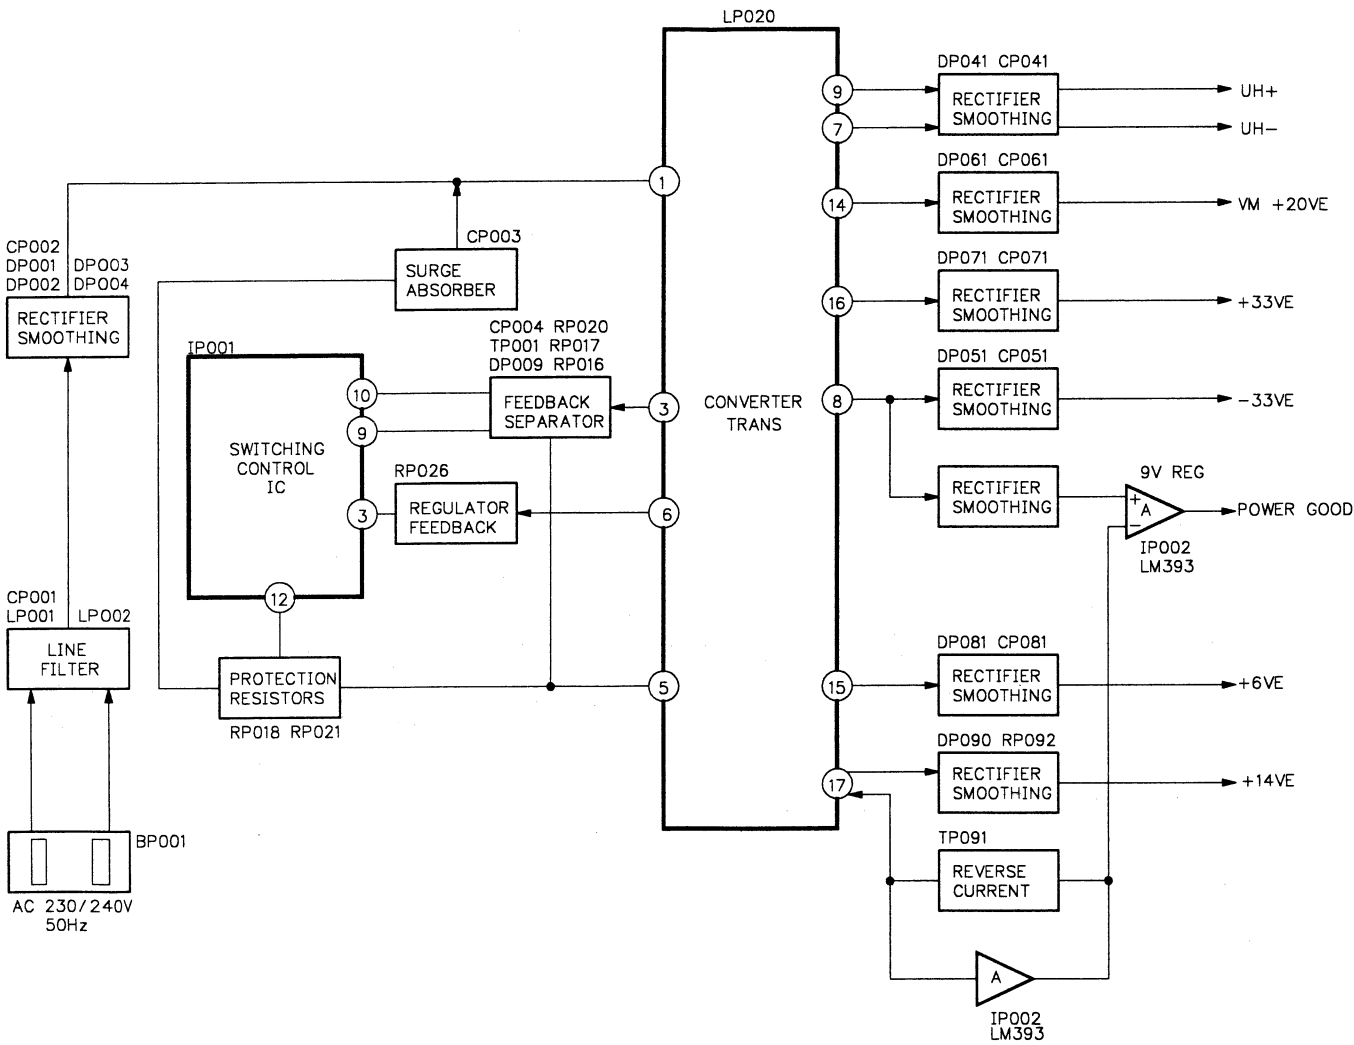 LP020
DP041 CP041
9
RECTIFIER
SMOOTHING
UH+
7
UH-
DP061 CP061
1
14
RECTIFIER
SMOOTHING
VM +20VE
CP003
CP002
DP001 DP003
DP002 DP004
SURGE
ABSORBER
DP071 CP071
16
RECTIFIER
SMOOTHING
+33VE
RECTIFIER
SMOOTHING
CP004 RP020
TP001 RP017
DP009 RP016
IP001
DP051 CP051
10
FEEDBACK
SEPARATOR
3
CONVERTER
TRANS
8
RECTIFIER
SMOOTHING
-33VE
9
SWITCHING
CONTROL
IC
RP026
9V REG
3
REGULATOR
FEEDBACK
6
RECTIFIER
SMOOTHING
+
A
-
POWER GOOD
IP002
LM393
12
CP001
LP001 LP002
LINE
FILTER
PROTECTION
RESISTORS
RP018 RP021
5
15
DP081 CP081
RECTIFIER
SMOOTHING
+6VE
DP090 RP092
17
RECTIFIER
SMOOTHING
+14VE
BP001
AC 230/240V
50Hz
TP091
REVERSE
CURRENT
A
IP002
LM393